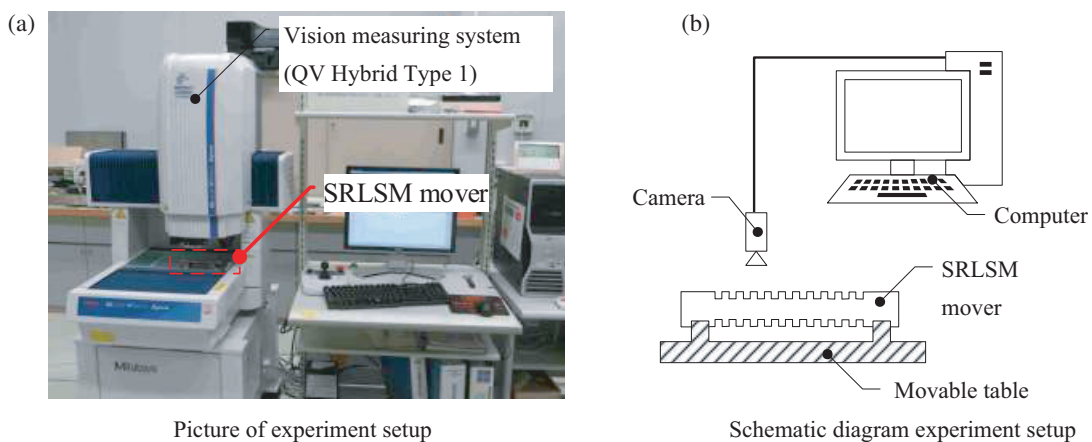 (a)
Vision measuring system
(QV Hybrid Type 1)
SRLSM mover
Mitutoyo
Picture of experiment setup
(b)
Camera
Computer
SRLSM
mover
Movable table
Schematic diagram experiment setup